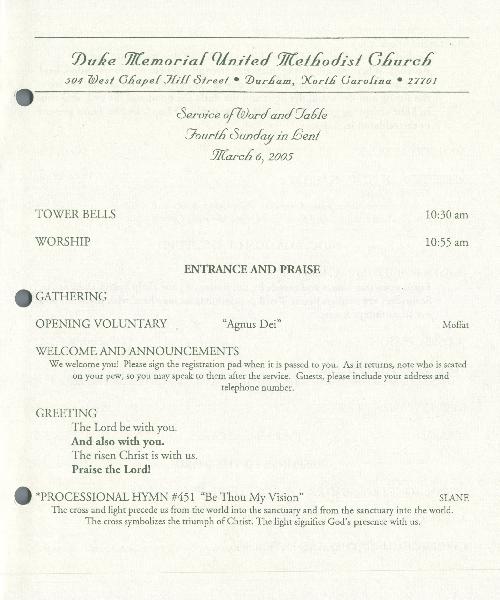 Duke Memorial United Methodist Church
504 West Chapel Hill Street • Durham, North Carolina • 27701
Service of Word and Table
Fourth Sunday in Lent
March 6, 2005
TOWER BELLS 10:30 am
WORSHIP 10:55 am
ENTRANCE AND PRAISE
GATHERING
OPENING VOLUNTARY "Agnus Dei" Moffat
WELCOME AND ANNOUNCEMENTS
We welcome you! Please sign the registration pad when it is passed to you. As it returns, note who is seated
on your pew, so you may speak to them after the service. Guests, please include your address and
telephone number.
GREETING
The Lord be with you.
And also with you.
The risen Christ is with us.
Praise the Lord!
*PROCESSIONAL HYMN #451 "Be Thou My Vision" SLANE
The cross and light precede us from the world into the sanctuary and from the sanctuary into the world.
The cross symbolizes the triumph of Christ. The light signifies God's presence with us.